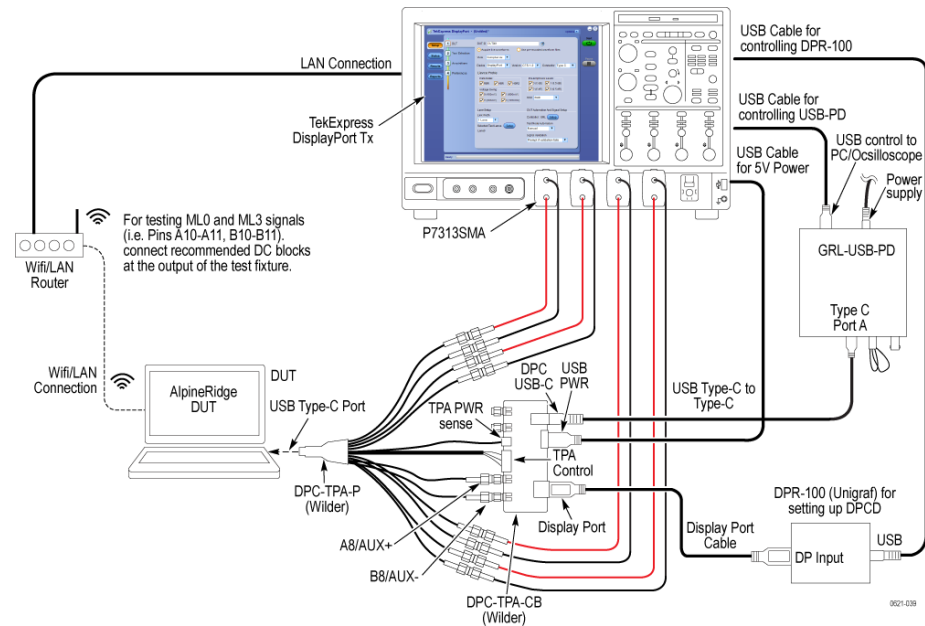 LAN Connection
TekExpress
DisplayPort Tx
USB Cable for
controlling DPR-100
USB Cable for
controlling USB-PD
USB Cable
for 5V Power
USB control to
PC/Ocsilloscope
Power
supply
P7313SMA
For testing ML0 and ML3 signals
(i.e. Pins A10-A11, B10-B11).
connect recommended DC blocks
at the output of the test fixture.
Wifi/LAN
Router
GRL-USB-PD
Type C
Port A
Wifi/LAN
Connection
AlpineRidge
DUT
DUT
USB Type-C Port
TPA PWR
sense
DPC
USB-C
USB
PWR
USB Type-C to
Type-C
TPA
Control
DPC-TPA-P
(Wilder)
A8/AUX+
B8/AUX-
Display Port
DPC-TPA-CB
(Wilder)
Display Port
Cable
DPR-100 (Unigraf) for
setting up DPCD
DP Input
USB
0621-039